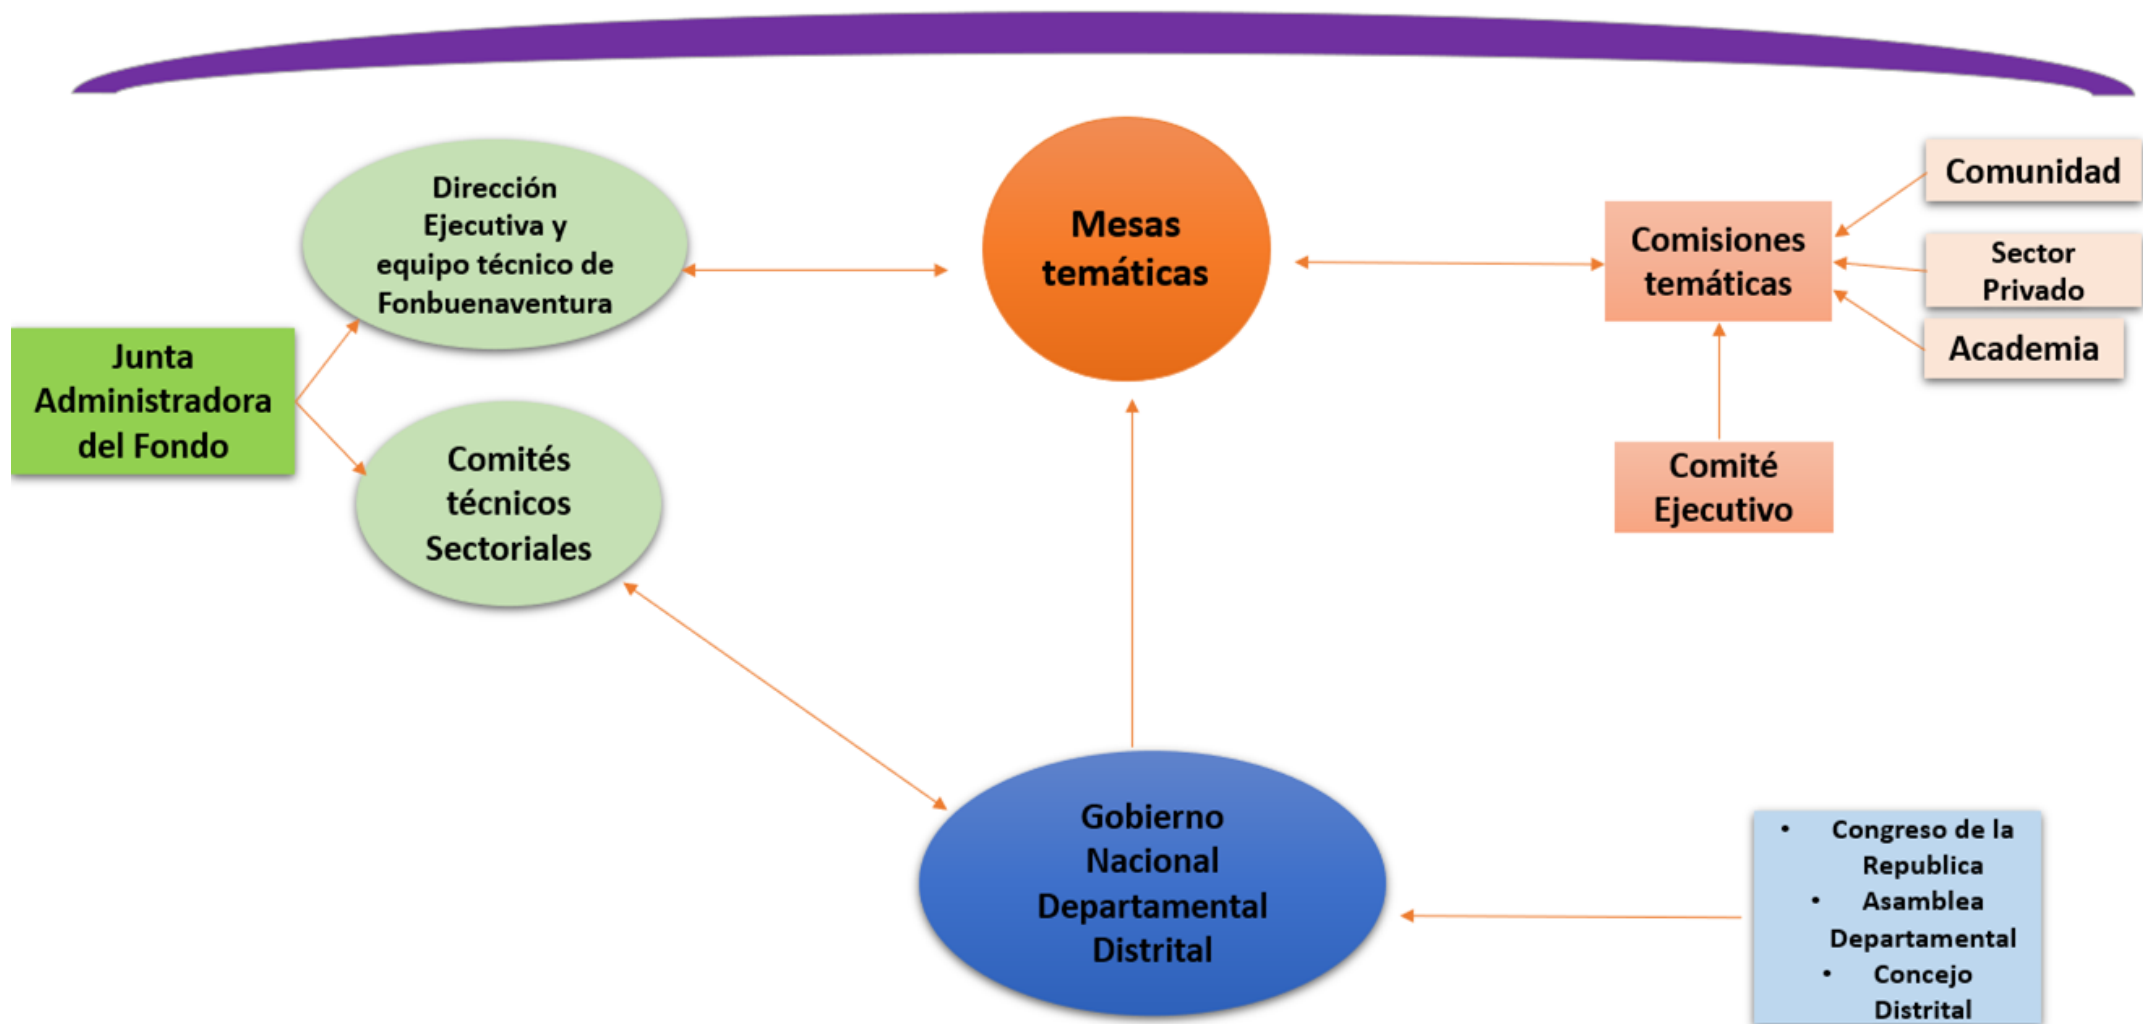 Dirección
Ejecutiva y
equipo técnico de
Fonbuenaventura
Junta
Administradora
del Fondo
Comités
técnicos
Sectoriales
Mesas
temáticas
Comisiones
temáticas
Comunidad
Sector
Privado
Academia
Comité
Ejecutivo
Gobierno
Nacional
Departamental
Distrital
• Congreso de la
Republica
• Asamblea
Departamental
• Concejo
Distrital